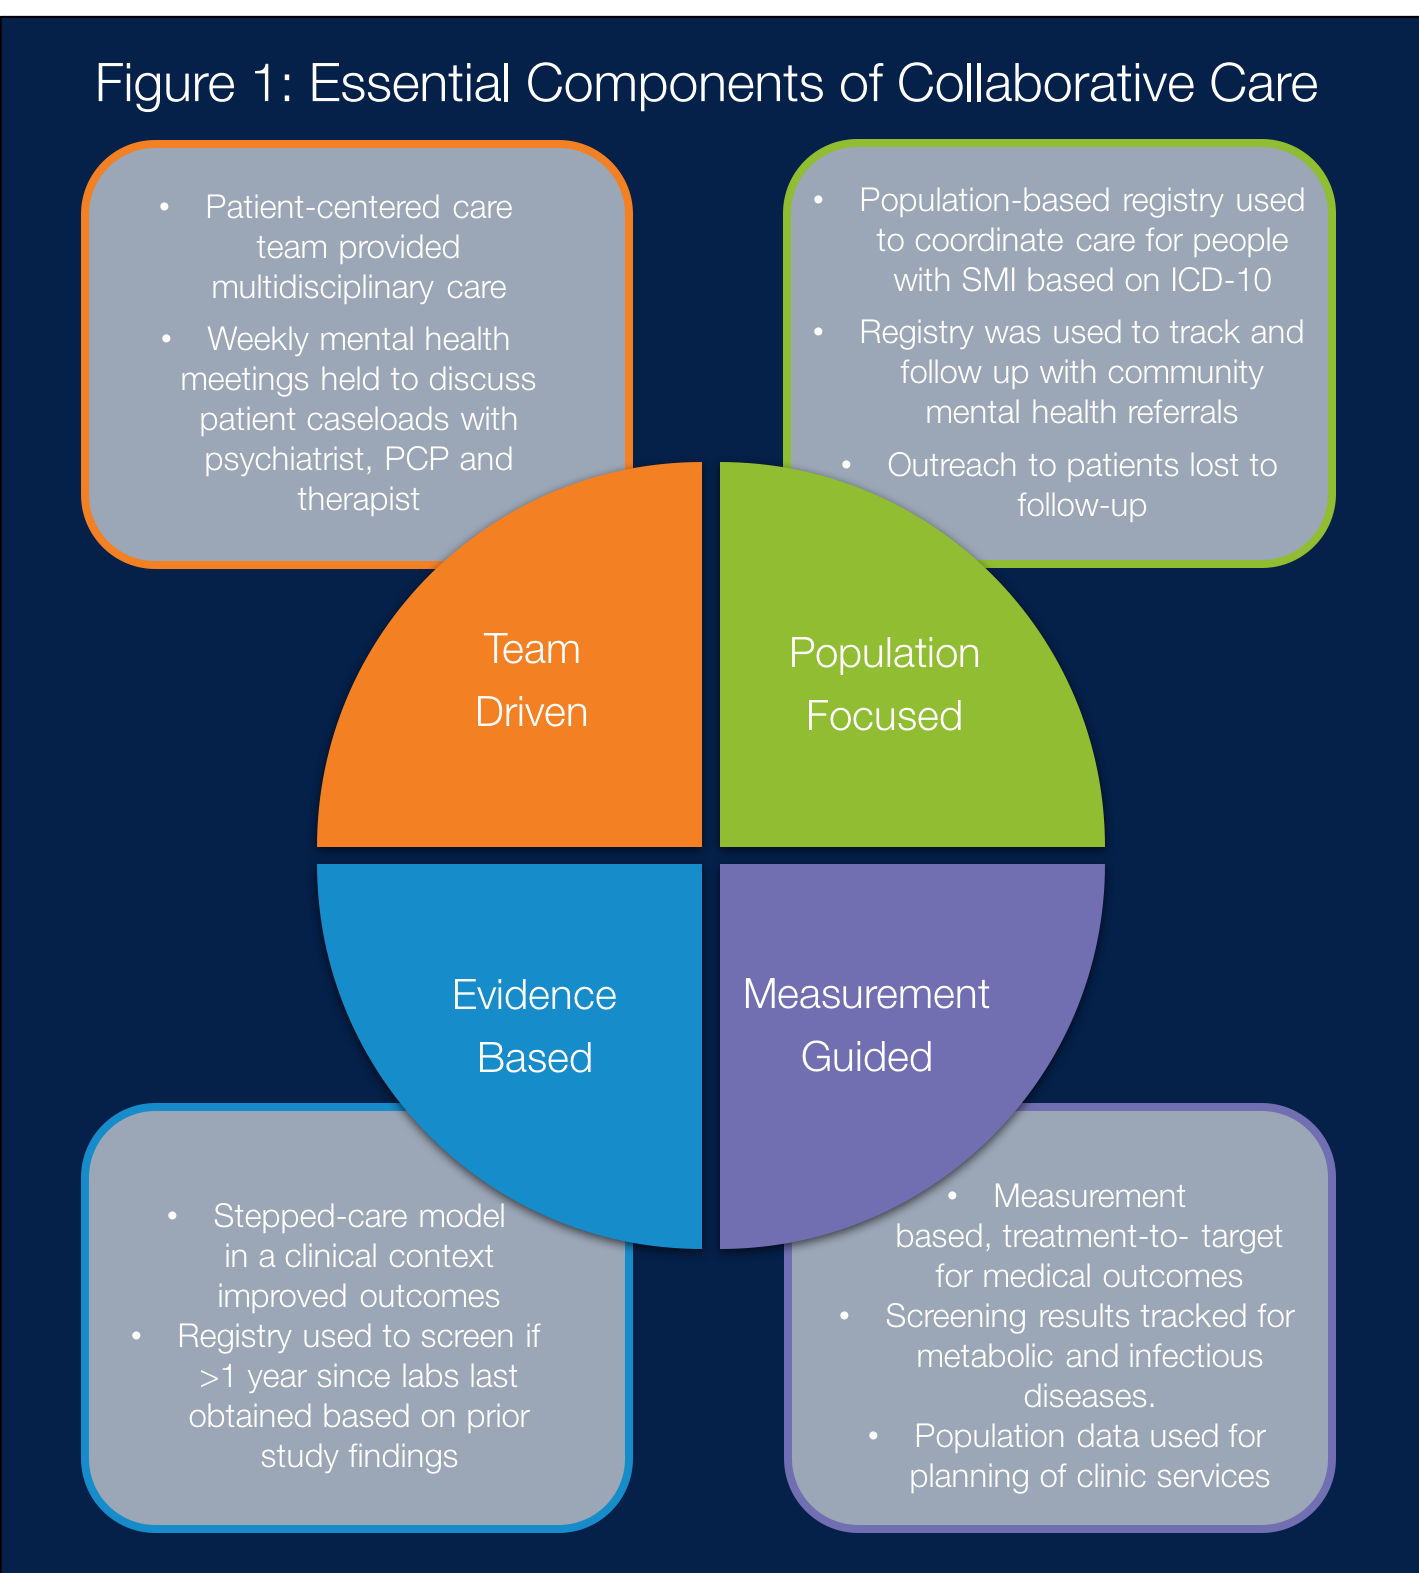 Figure 1: Essential Components of Collaborative Care
• Patient-centered care
team provided
multidisciplinary care
• Weekly mental health
meetings held to discuss
patient caseloads with
psychiatrist, PCP and
therapist
• Population-based registry used
to coordinate care for people
with SMI based on ICD-10
• Registry was used to track and
follow up with community
mental health referrals
• Outreach to patients lost to
follow-up
Team
Driven
Population
Focused
Evidence
Based
Measurement
Guided
• Stepped-care model
in a clinical context
improved outcomes
• Registry used to screen if
>1 year since labs last
obtained based on prior
study findings
• Measurement
based, treatment-to- target
for medical outcomes
• Screening results tracked for
metabolic and infectious
diseases.
• Population data used for
planning of clinic services